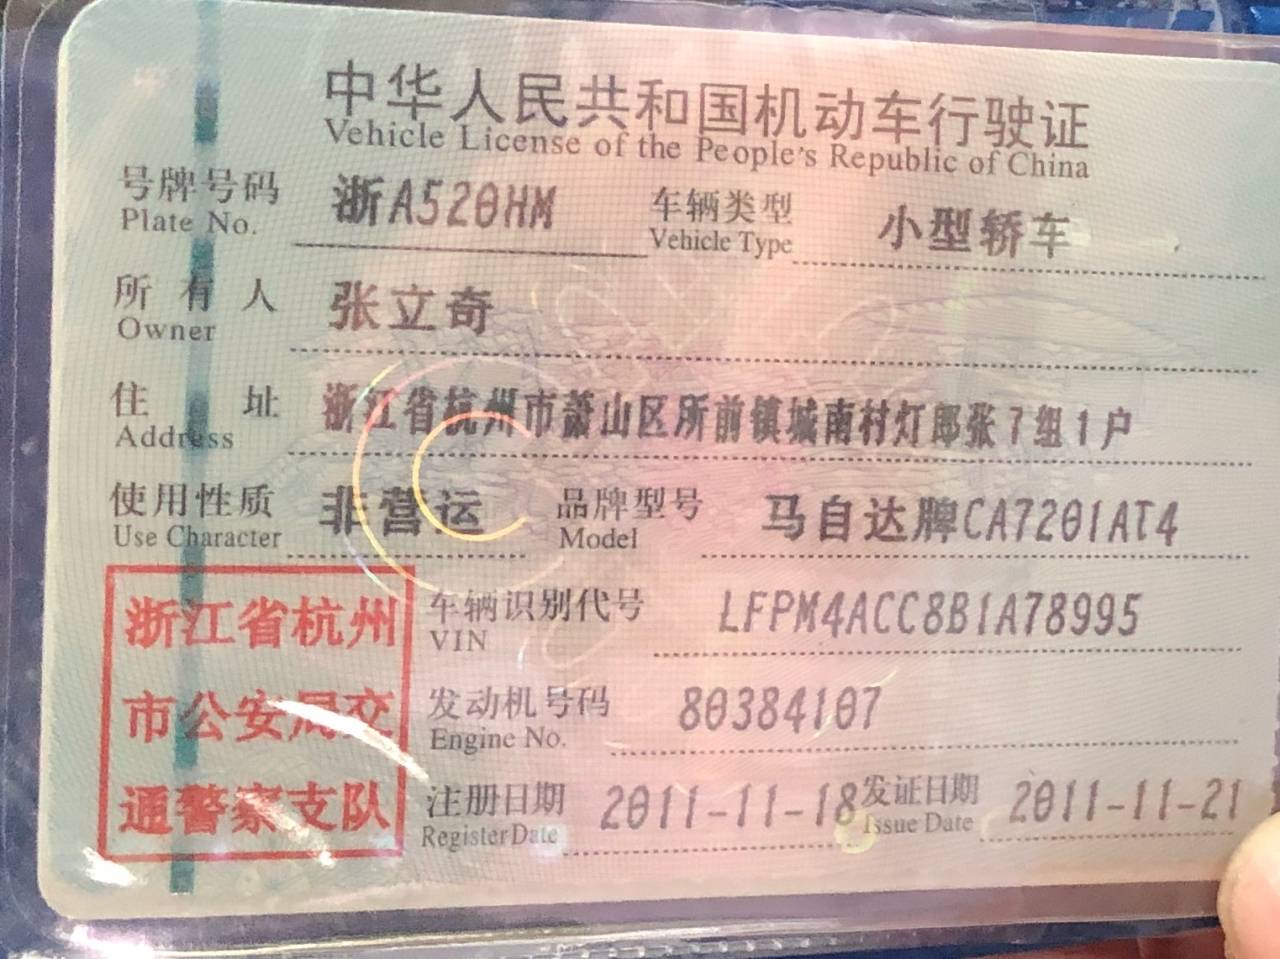 中华人民共和国机动车行驶证
Vehicle License of the People's Republic of China
号牌号码 浙A520HM 车辆类型 小型轿车
Plate No. Vehicle Type
所有人 张立奇
Owner
住址 浙江省杭州市萧山区所前镇城南村灯郎张7组1户
Address
使用性质 非营运 品牌型号 马自达牌CA7201AT4
Use Character Model
车辆识别代号 LFPM4ACC8B1A78995
VIN
发动机号码 80384107
Engine No.
注册日期 2011-11-18 发证日期 2011-11-21
Register Date Issue Date
浙江省杭州
市公安局交
通警察支队